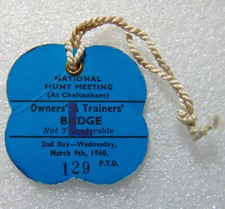 NATIONAL
HUNT MEETING
(At Cheltenham)
Owners' & Trainers'
BADGE
Not Transferable
2nd Day—Wednesday,
March 9th, 1960.
129 P.T.O.